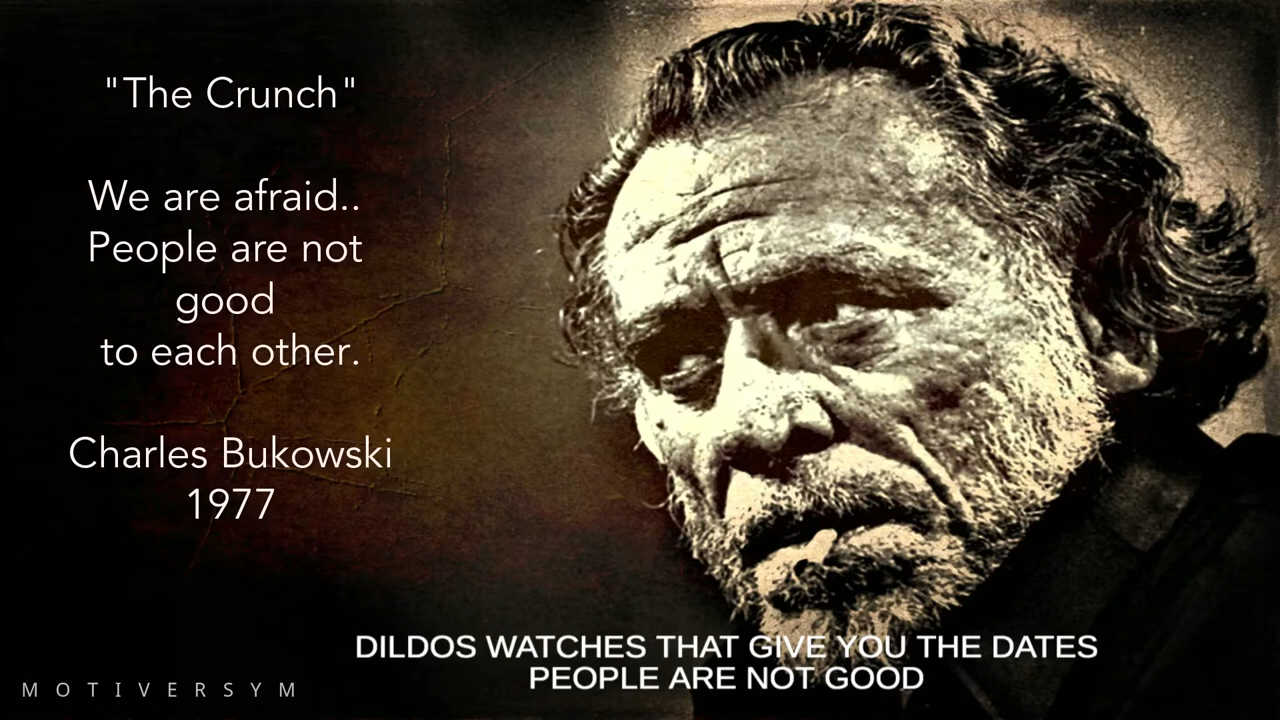 "The Crunch"
We are afraid..
People are not
good
to each other.
Charles Bukowski
1977
DILDOS WATCHES THAT GIVE YOU THE DATES
PEOPLE ARE NOT GOOD
MOTIVERSYM